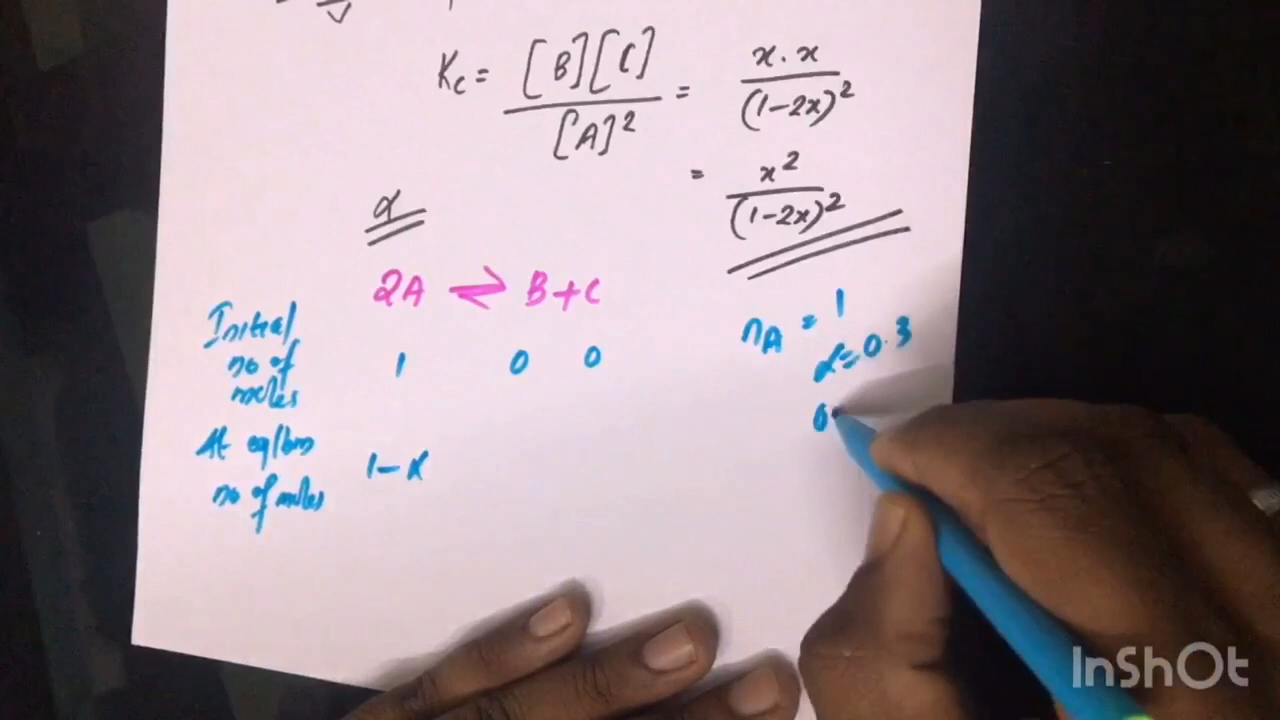 Kc = [B][C] / [A]² = x.x / (1-2x)²
= x² / (1-2x)²
α
2A ⇌ B+C
Initial no of moles 1 0 0
At eqlbm no of moles 1-α
nA = 1
α = 0.3
0.
InShOt